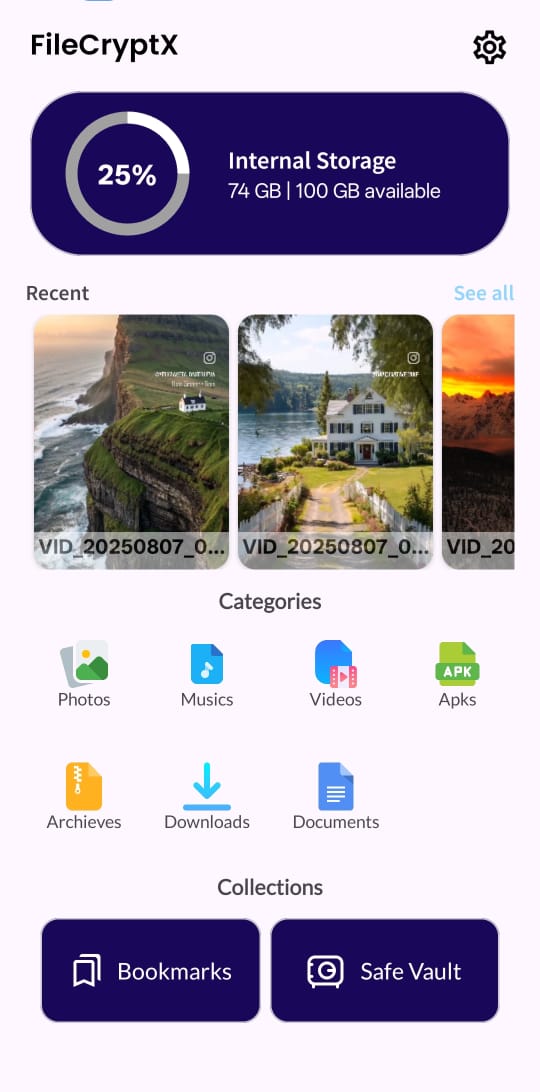 FileCryptX
25%
Internal Storage
74 GB | 100 GB available
Recent
See all
VID_20250807_0...
VID_20250807_0...
VID_20
Categories
Photos
Musics
Videos
Apks
APK
Archieves
Downloads
Documents
Collections
Bookmarks
Safe Vault